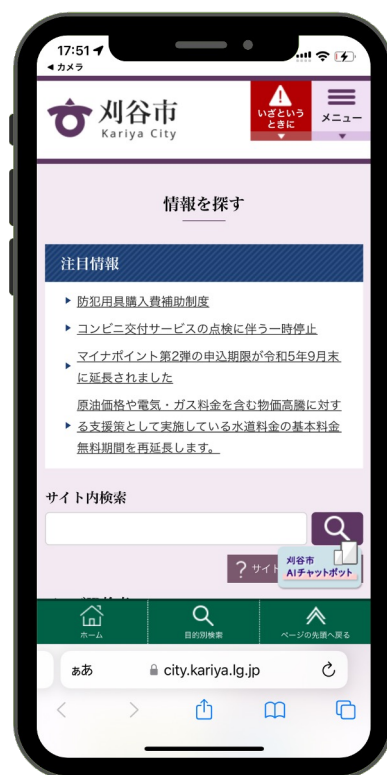 17:51
◀ カメラ
刈谷市
Kariya City
いざという
ときに
メニュー
情報を探す
注目情報
防犯用具購入費補助制度
コンビニ交付サービスの点検に伴う一時停止
マイナポイント第2弾の申込期限が令和5年9月末
に延長されました
原油価格や電気・ガス料金を含む物価高騰に対す
る支援策として実施している水道料金の基本料金
無料期間を再延長します。
サイト内検索
? サイト
刈谷市
AIチャットボット
ホーム
目的別検索
ページの先頭へ戻る
ぁあ
city.kariya.lg.jp